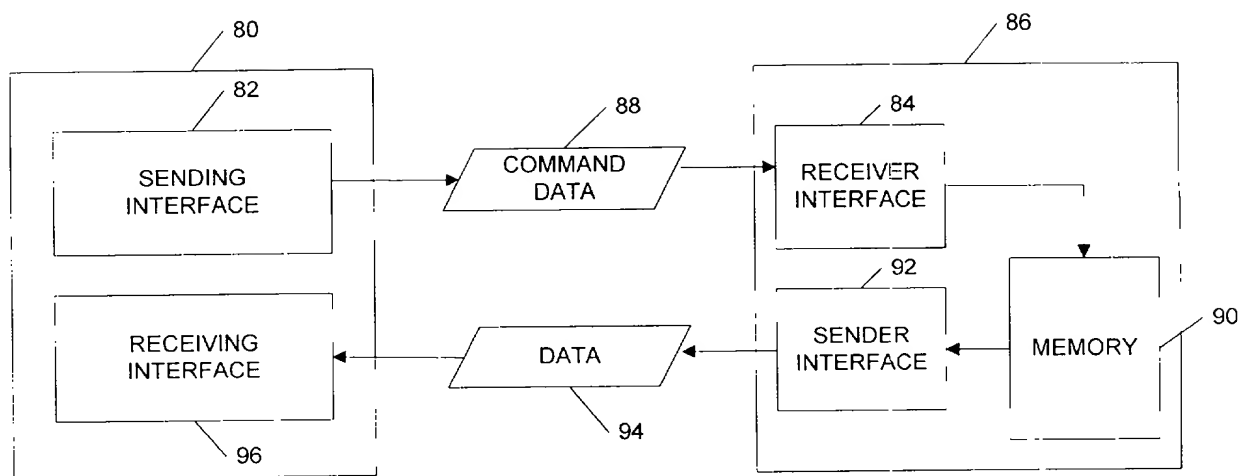 80
86
82
88
84
SENDING
INTERFACE
COMMAND
DATA
RECEIVER
INTERFACE
92
RECEIVING
INTERFACE
DATA
SENDER
INTERFACE
MEMORY
90
96
94